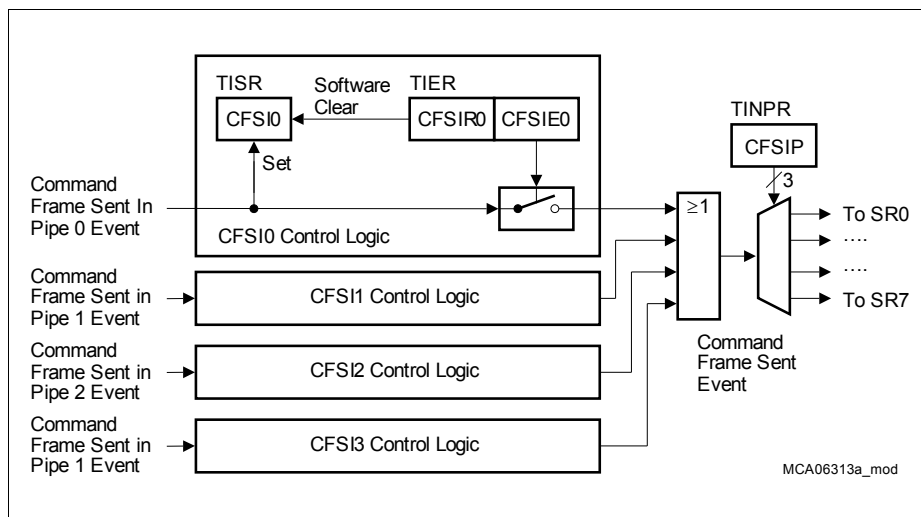 TISR
Software
Clear
TIER
CFSI0
CFSIR0
CFSIE0
TINPR
CFSIP
3
Set
Command
Frame Sent In
Pipe 0 Event
CFSI0 Control Logic
≥1
To SR0
....
....
To SR7
Command
Frame Sent in
Pipe 1 Event
CFSI1 Control Logic
Command
Frame Sent
Event
Command
Frame Sent in
Pipe 2 Event
CFSI2 Control Logic
Command
Frame Sent in
Pipe 1 Event
CFSI3 Control Logic
MCA06313a_mod